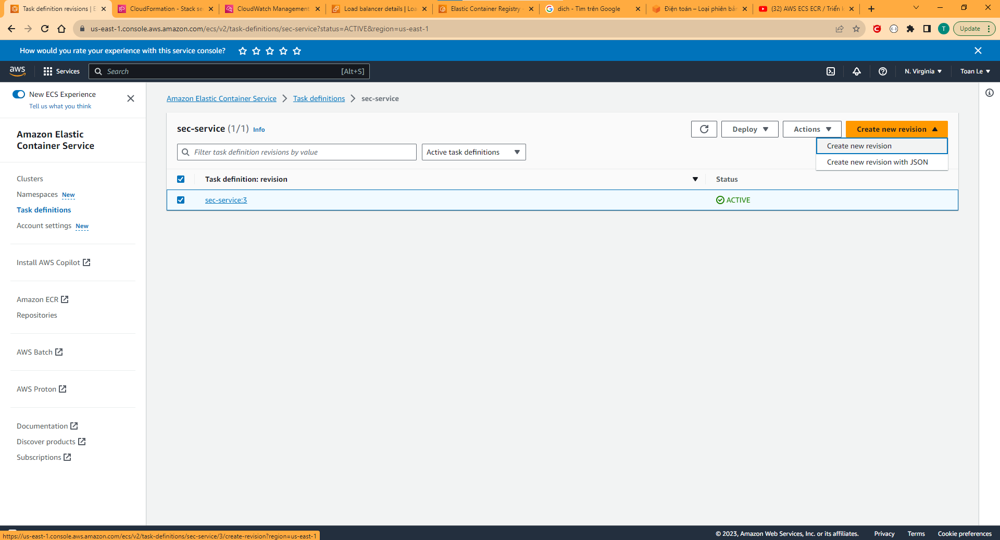 Task definition revisions | E
CloudFormation - Stack se
CloudWatch Management
Load balancer details | Loa
Elastic Container Registry -
dich - Tìm trên Google
Điện toán – Loại phiên bản
(32) AWS ECS ECR / Triển k
us-east-1.console.aws.amazon.com/ecs/v2/task-definitions/sec-service?status=ACTIVE&region=us-east-1
T
Update
How would you rate your experience with this service console?
aws
Services
Search
[Alt+S]
N. Virginia
Toan Le
New ECS Experience
Tell us what you think
Amazon Elastic
Container Service
Clusters
Namespaces New
Task definitions
Account settings New
Install AWS Copilot
Amazon ECR
Repositories
AWS Batch
AWS Proton
Documentation
Discover products
Subscriptions
Amazon Elastic Container Service > Task definitions > sec-service
sec-service (1/1) Info
Deploy
Actions
Create new revision
Create new revision
Create new revision with JSON
Filter task definition revisions by value
Active task definitions
Task definition: revision
Status
sec-service:3
ACTIVE
https://us-east-1.console.aws.amazon.com/ecs/v2/task-definitions/sec-service/3/create-revision?region=us-east-1
© 2023, Amazon Web Services, Inc. or its affiliates.
Privacy
Terms
Cookie preferences